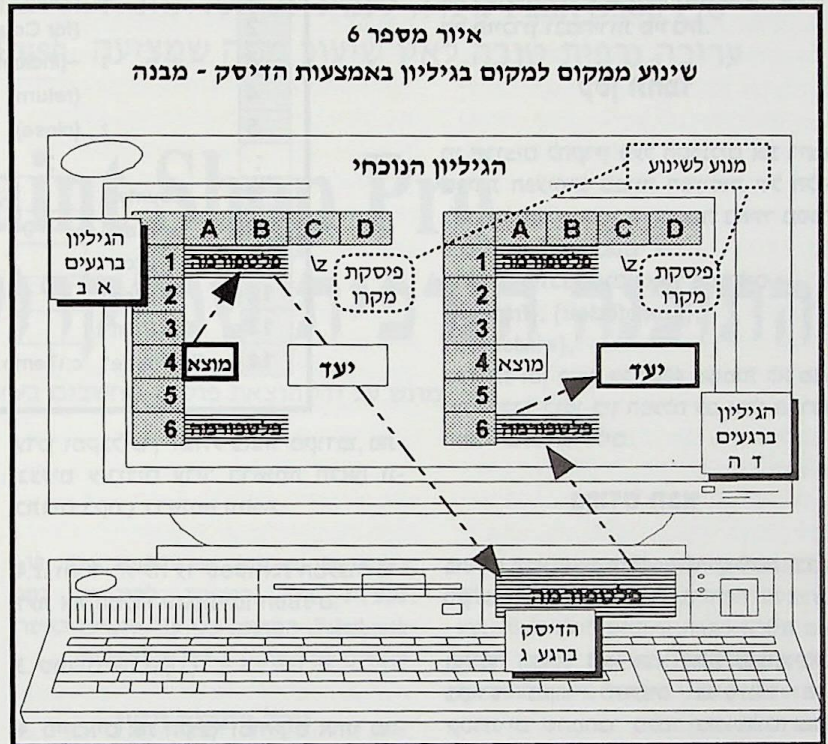 איור מספר 6
שינוע ממקום למקום בגיליון באמצעות הדיסק - מבנה
הגיליון הנוכחי
מנגנון לשינוע
הגיליון
ברגעים
א ב
A B C D
1 פלטפורמה \z
2
3
4 מוצא יעד
5
6 פלטפורמה
פיסקת
מקרו
A B C D
1 פלטפורמה \z
2
3
4 מוצא יעד
5
6 פלטפורמה
פיסקת
מקרו
הגיליון
ברגעים
ד ה
פלטפורמה
הדיסק
ברגע ג